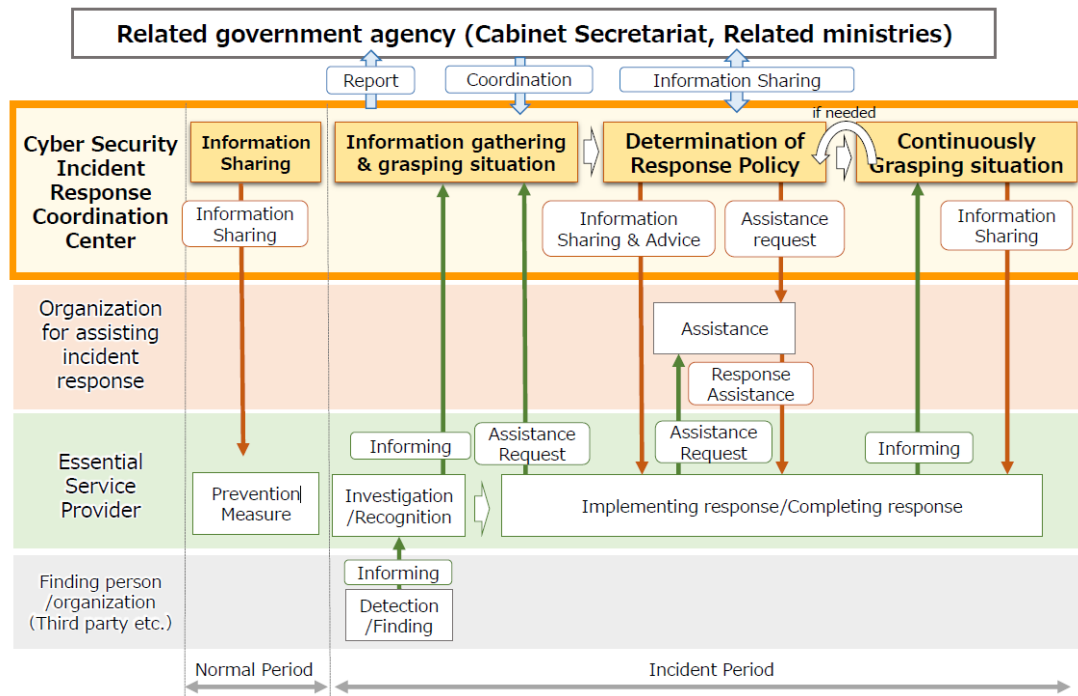 Related government agency (Cabinet Secretariat, Related ministries)
Report
Coordination
Information Sharing
if needed
Cyber Security
Incident
Response
Coordination
Center
Information
Sharing
Information gathering
& grasping situation
Determination of
Response Policy
Continuously
Grasping situation
Information
Sharing
Information
Sharing & Advice
Assistance
request
Information
Sharing
Organization
for assisting
incident
response
Assistance
Response
Assistance
Essential
Service
Provider
Informing
Assistance
Request
Assistance
Request
Informing
Prevention
Measure
Investigation
/Recognition
Implementing response/Completing response
Finding person
/organization
(Third party etc.)
Informing
Detection
/Finding
Normal Period
Incident Period